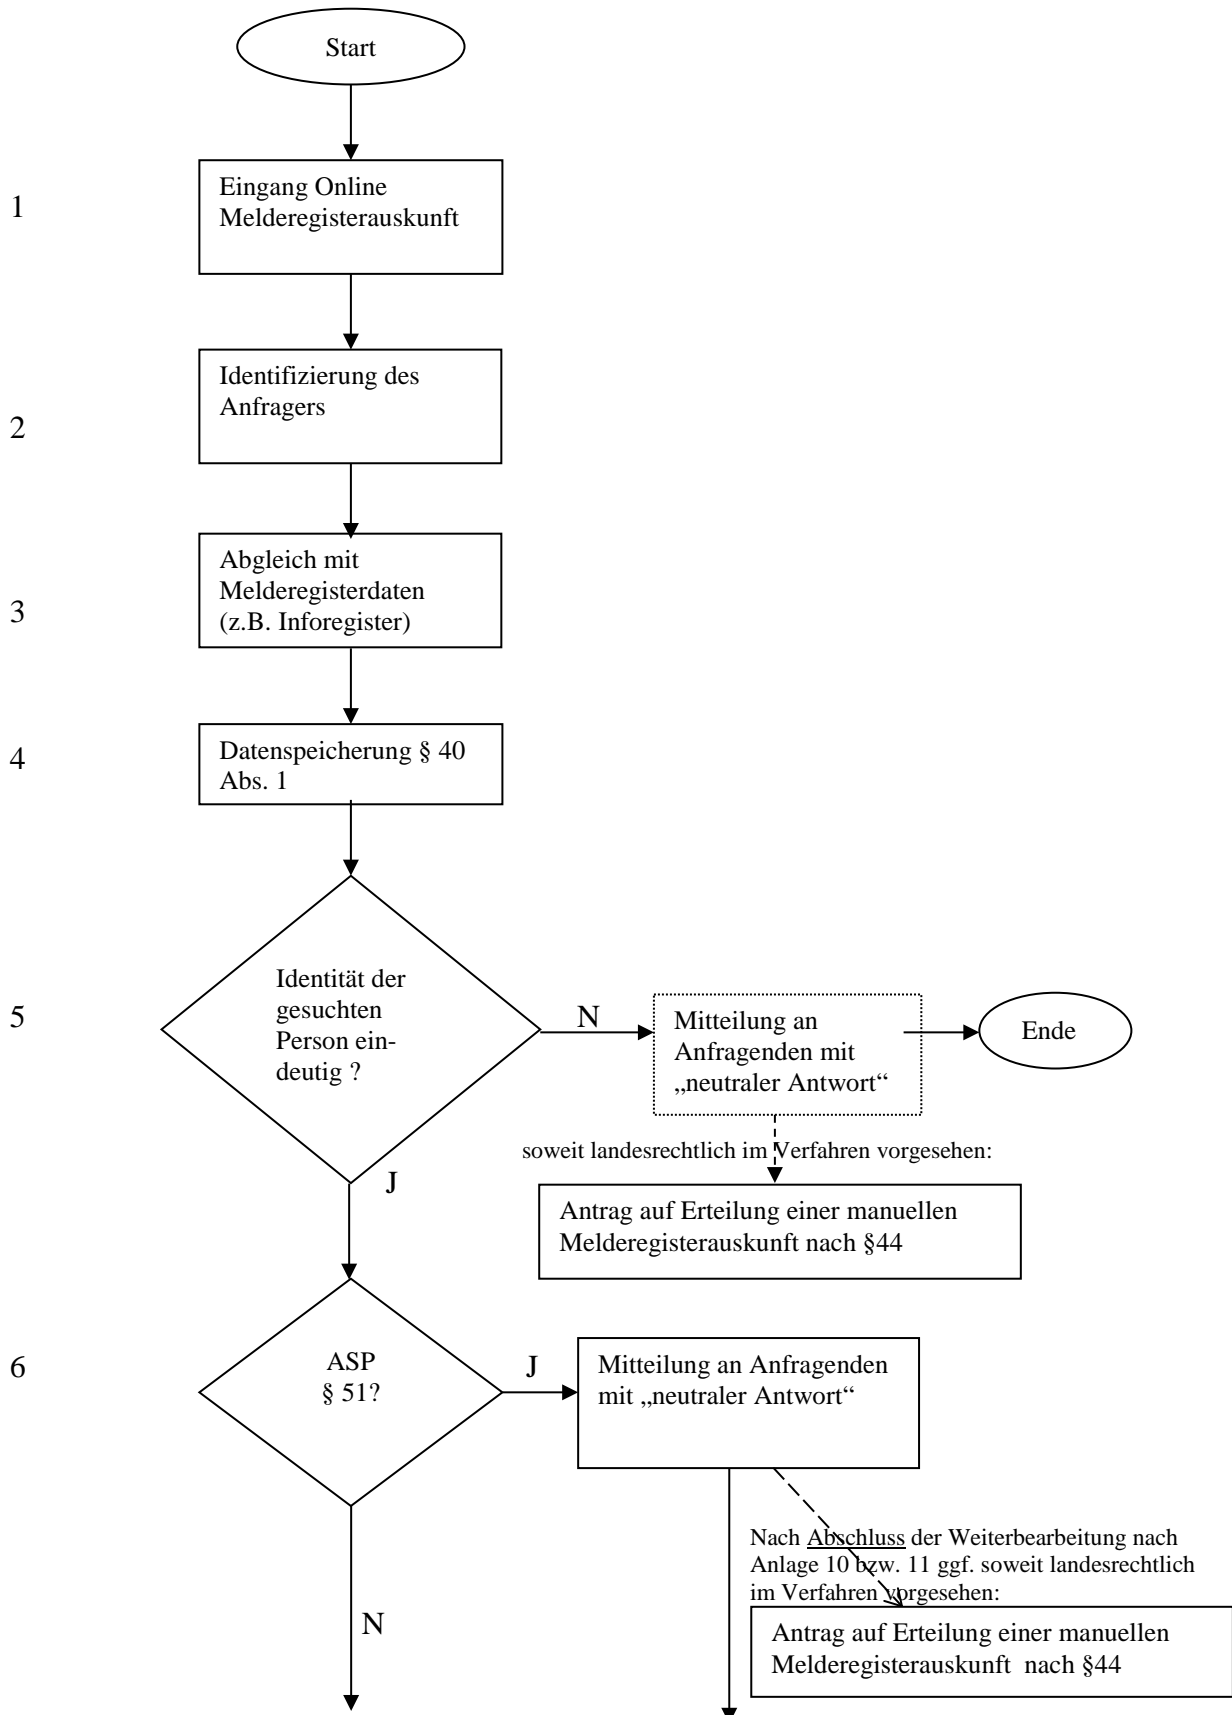 Start
1
Eingang Online
Melderegisterauskunft
2
Identifizierung des
Anfragers
3
Abgleich mit
Melderegisterdaten
(z.B. Inforegister)
4
Datenspeicherung § 40
Abs. 1
5
Identität der
gesuchten
Person ein-
deutig ?
N
Mitteilung an
Anfragenden mit
„neutraler Antwort“
Ende
soweit landesrechtlich im Verfahren vorgesehen:
J
Antrag auf Erteilung einer manuellen
Melderegisterauskunft nach §44
6
ASP
§ 51?
J
Mitteilung an Anfragenden
mit „neutraler Antwort“
Nach Abschluss der Weiterbearbeitung nach
Anlage 10 bzw. 11 ggf. soweit landesrechtlich
im Verfahren vorgesehen:
N
Antrag auf Erteilung einer manuellen
Melderegisterauskunft  nach §44